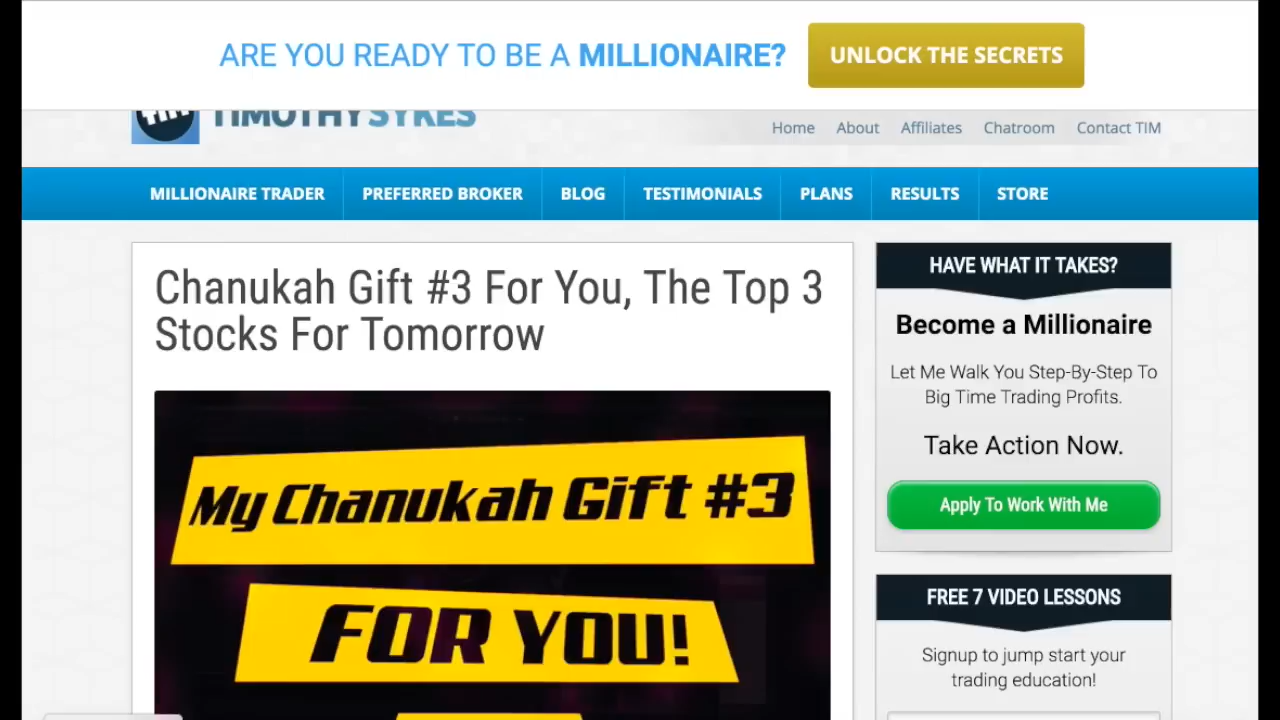 ARE YOU READY TO BE A MILLIONAIRE?
UNLOCK THE SECRETS
TIM
TIMOTHYSYKES
Home About Affiliates Chatroom Contact TIM
MILLIONAIRE TRADER PREFERRED BROKER BLOG TESTIMONIALS PLANS RESULTS STORE
Chanukah Gift #3 For You, The Top 3
Stocks For Tomorrow
My Chanukah Gift #3
FOR YOU!
HAVE WHAT IT TAKES?
Become a Millionaire
Let Me Walk You Step-By-Step To
Big Time Trading Profits.
Take Action Now.
Apply To Work With Me
FREE 7 VIDEO LESSONS
Signup to jump start your
trading education!